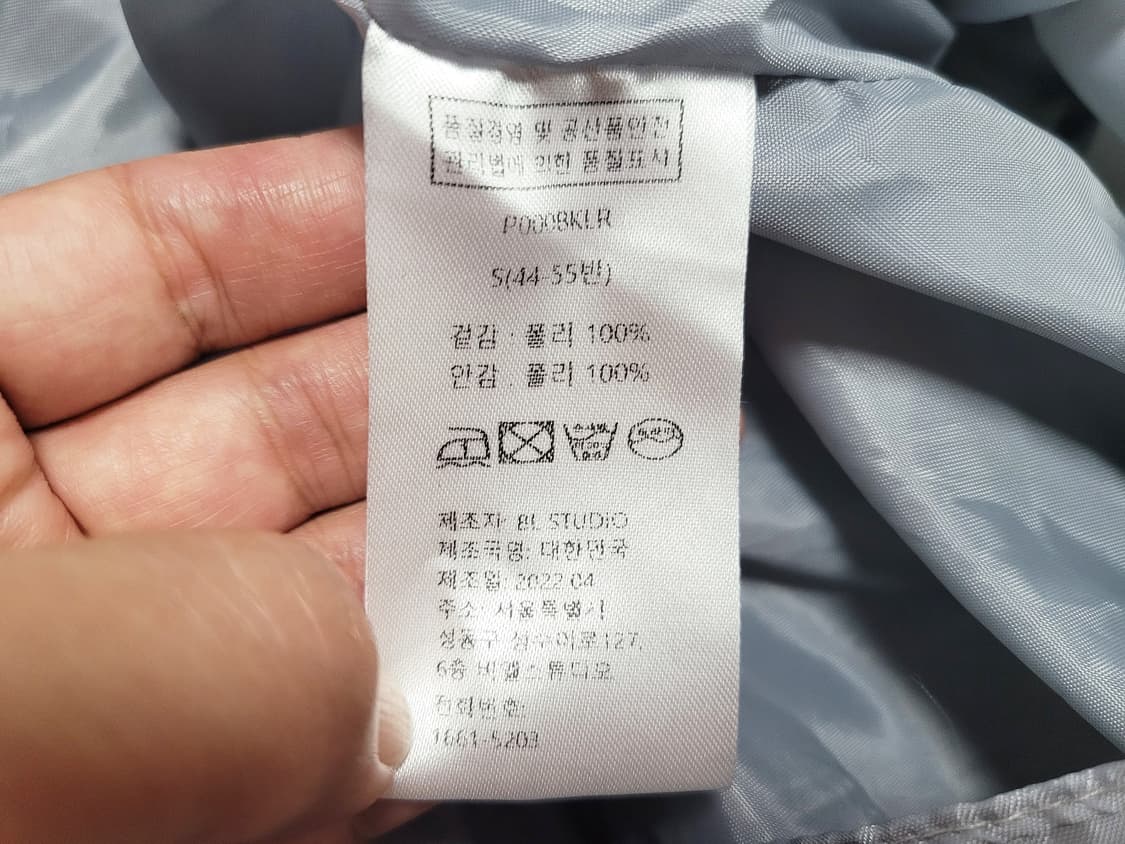 품질경영 및 공산품안전
관리법에 의한 품질표시
P000BKLR
S(44-55반)
겉감 : 폴리 100%
안감 : 폴리 100%
제조자: BL STUDIO
제조국명: 대한민국
제조월: 2022.04
주소: 서울특별시
성동구 성수이로127,
6층 비엘스튜디오
전화번호:
1661-5203